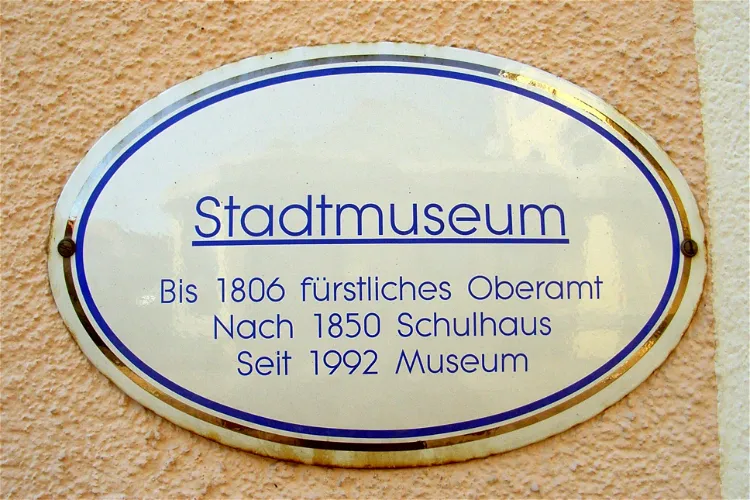 Stadtmuseum
Bis 1806 fürstliches Oberamt
Nach 1850 Schulhaus
Seit 1992 Museum